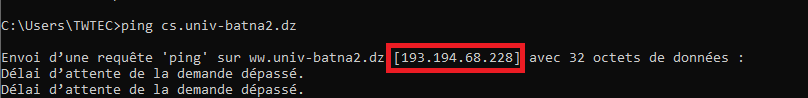 C:\Users\TWTEC>ping cs.univ-batna2.dz
Envoi d’une requête 'ping' sur ww.univ-batna2.dz [193.194.68.228] avec 32 octets de données :
Délai d’attente de la demande dépassé.
Délai d’attente de la demande dépassé.